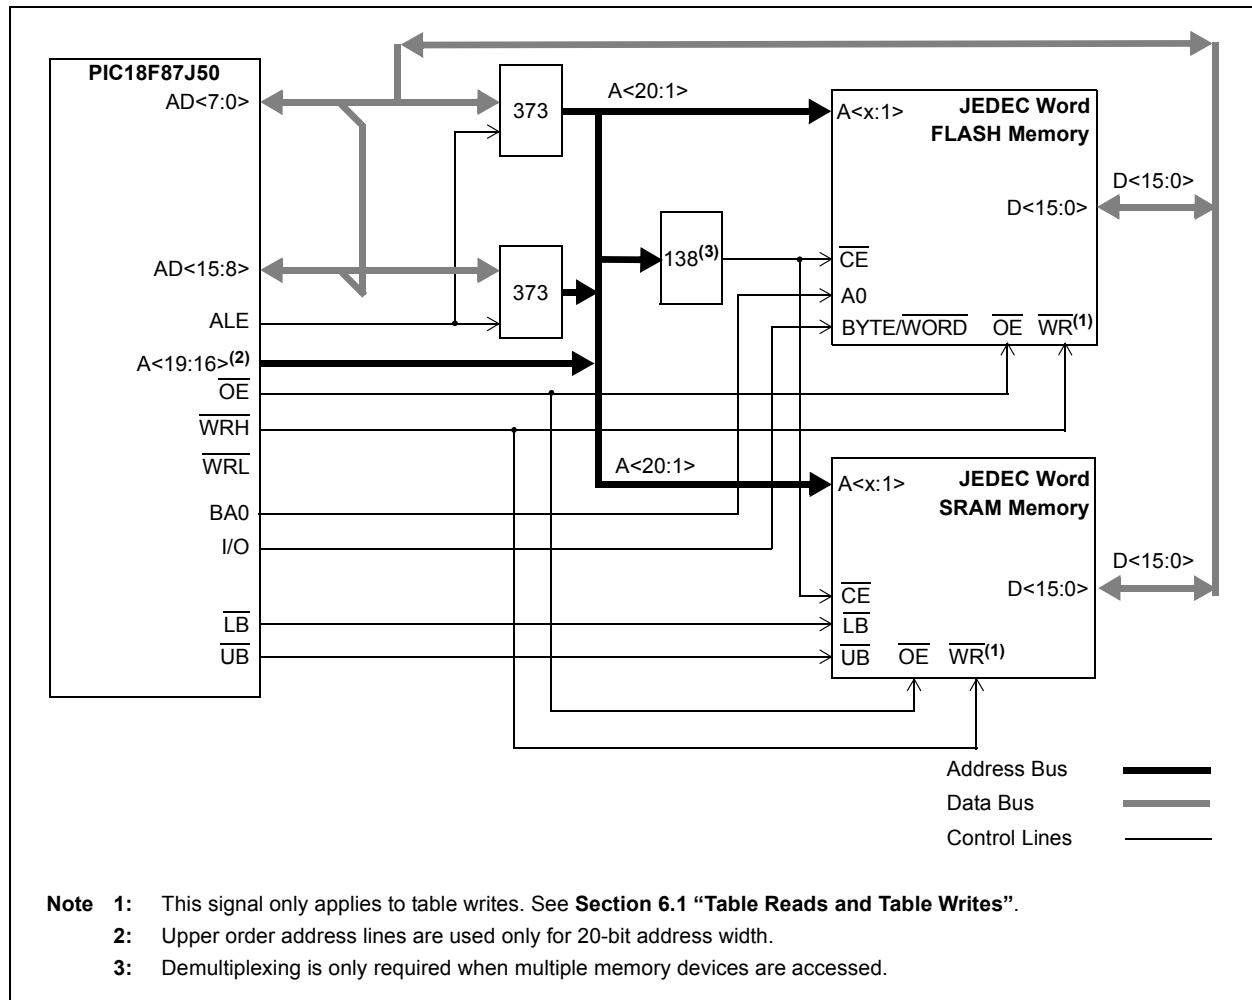 PIC18F87J50
AD<7:0>
AD<15:8>
ALE
A<19:16>(2)
OE
WRH
WRL
BA0
I/O
LB
UB
373
373
138(3)
A<20:1>
A<20:1>
JEDEC Word
FLASH Memory
A<x:1>
D<15:0>
D<15:0>
CE
A0
BYTE/WORD OE WR(1)
JEDEC Word
SRAM Memory
A<x:1>
D<15:0>
D<15:0>
CE
LB
UB OE WR(1)
Address Bus
Data Bus
Control Lines
Note 1: This signal only applies to table writes. See Section 6.1 “Table Reads and Table Writes”.
2: Upper order address lines are used only for 20-bit address width.
3: Demultiplexing is only required when multiple memory devices are accessed.